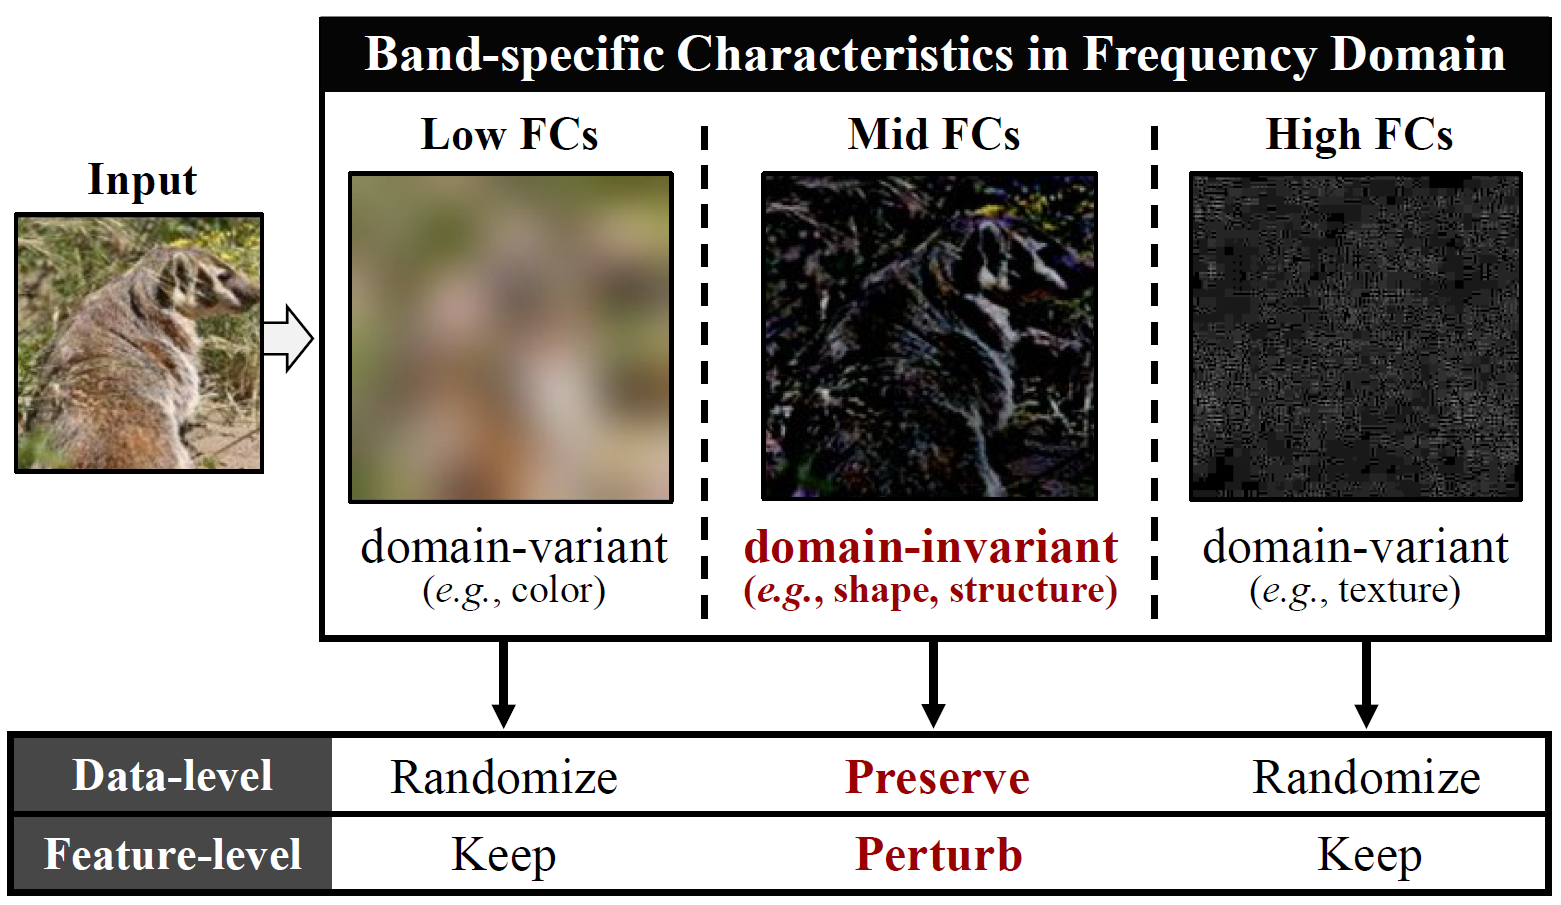 Band-specific Characteristics in Frequency Domain
Input
Low FCs
Mid FCs
High FCs
domain-variant
(e.g., color)
domain-invariant
(e.g., shape, structure)
domain-variant
(e.g., texture)
Data-level Randomize Preserve Randomize
Feature-level Keep Perturb Keep